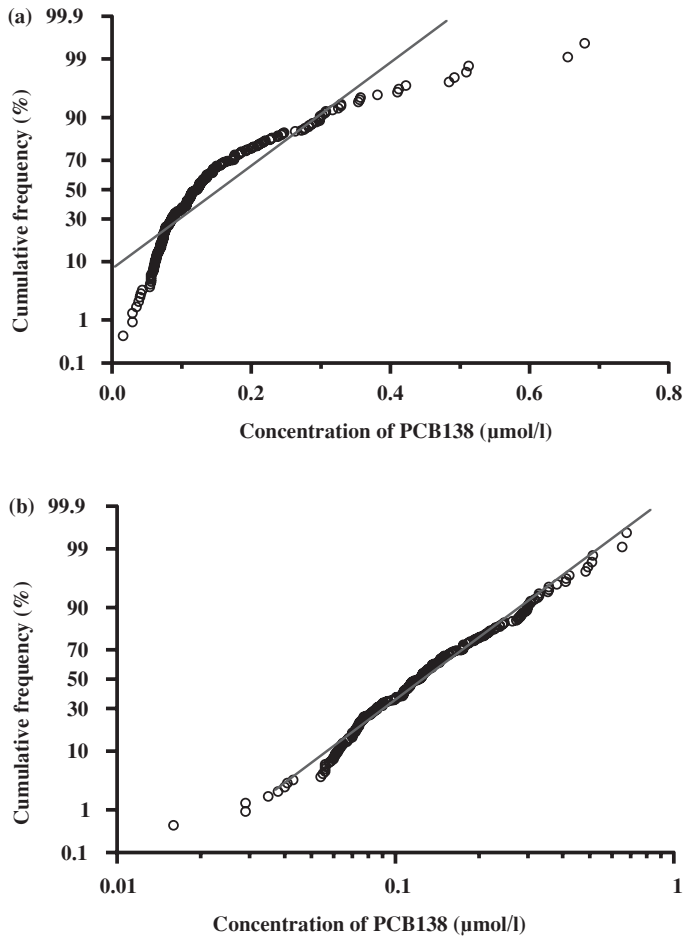 (a)
99.9
99
90
70
50
30
10
1
0.1
Cumulative frequency (%)
0.0 0.2 0.4 0.6 0.8
Concentration of PCB138 (µmol/l)
(b)
99.9
99
90
70
50
30
10
1
0.1
Cumulative frequency (%)
0.01 0.1 1
Concentration of PCB138 (µmol/l)